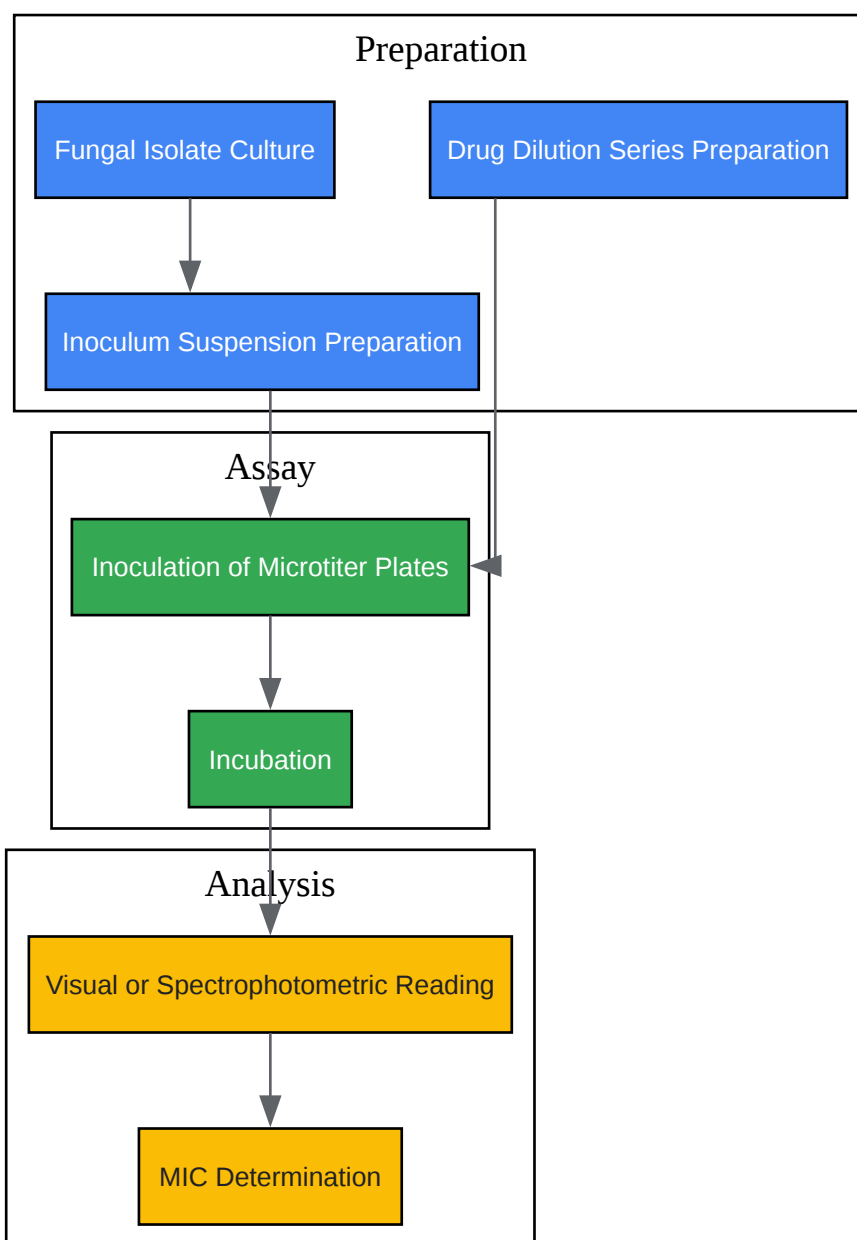 Preparation
Fungal Isolate Culture
Drug Dilution Series Preparation
Inoculum Suspension Preparation
Assay
Inoculation of Microtiter Plates
Incubation
Analysis
Visual or Spectrophotometric Reading
MIC Determination